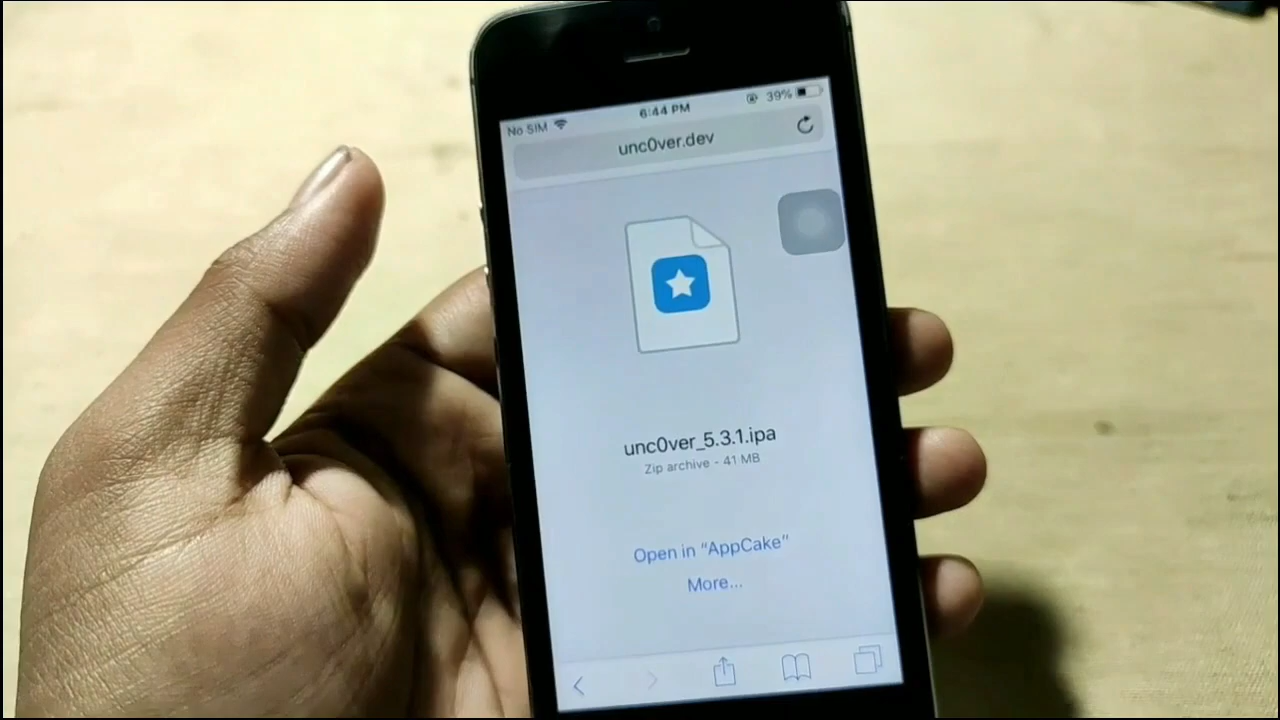 No SIM 6:44 PM 39%
unc0ver.dev
unc0ver_5.3.1.ipa
Zip archive - 41 MB
Open in “AppCake”
More...